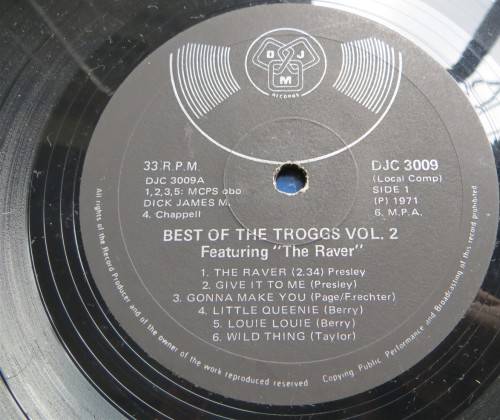 D J M
RECORDS
33 R.P.M.
DJC 3009A
1,2,3,5: MCPS obo
DICK JAMES M.
4. Chappell
DJC 3009
(Local Comp)
SIDE 1
(P) 1971
6. M.P.A.
BEST OF THE TROGGS VOL. 2
Featuring "The Raver"
1. THE RAVER (2.34) Presley
2. GIVE IT TO ME (Presley)
3. GONNA MAKE YOU (Page/F.rechter)
4. LITTLE QUEENIE (Berry)
5. LOUIE LOUIE (Berry)
6. WILD THING (Taylor)
All rights of the Record Producer and of the owner of the work reproduced reserved Copying Public Performance and Broadcasting of this record prohibited